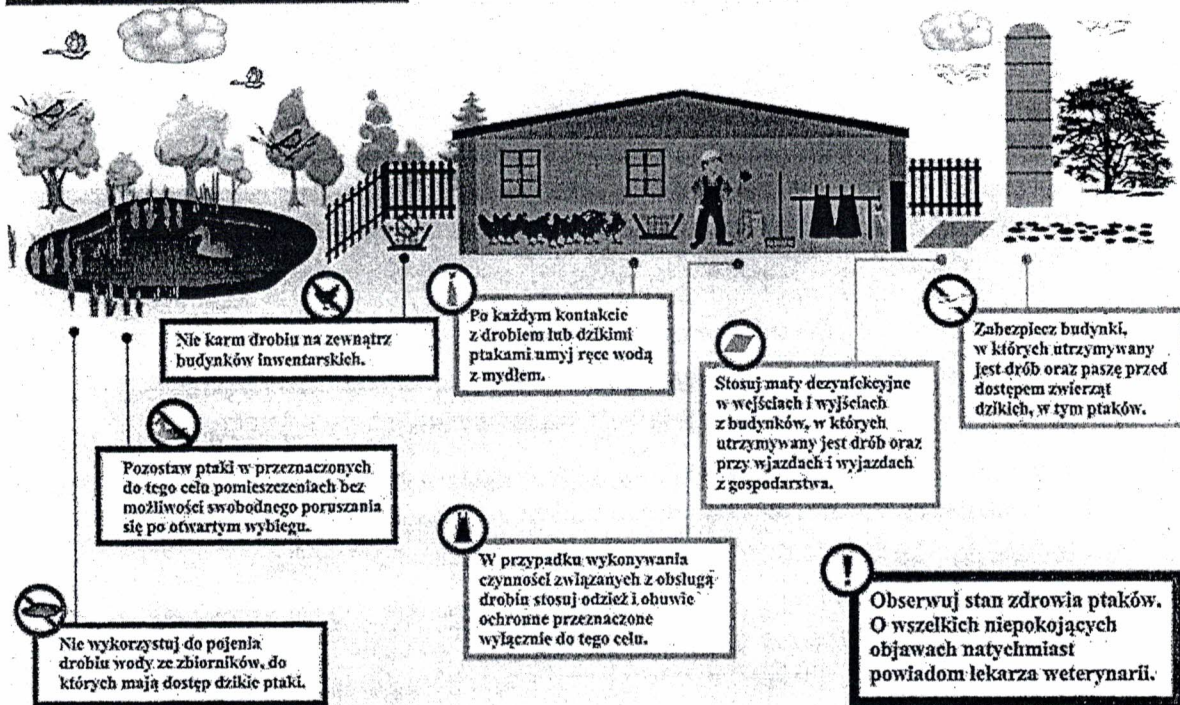 Nie karm drobiu na zewnątrz
budynków inwentarskich.
Po każdym kontakcie
z drobiem lub dzikimi
ptakami umyj ręce wodą
z mydłem.
Stosuj maty dezynfekcyjne
w wejściach i wyjściach
z budynków, w których
utrzymywany jest drób oraz
przy wjazdach i wyjazdach
z gospodarstwa.
Zabezpiecz budynki,
w których utrzymywany
jest drób oraz paszę przed
dostępem zwierząt
dzikich, w tym ptaków.
Pozostaw ptaki w przeznaczonych
do tego celu pomieszczeniach bez
możliwości swobodnego poruszania
się po otwartym wybiegu.
W przypadku wykonywania
czynności związanych z obsługą
drobiu stosuj odzież i obuwie
ochronne przeznaczone
wyłącznie do tego celu.
Nie wykorzystuj do pojenia
drobiu wody ze zbiorników, do
których mają dostęp dzikie ptaki.
!
Obserwuj stan zdrowia ptaków.
O wszelkich niepokojących
objawach natychmiast
powiadom lekarza weterynarii.